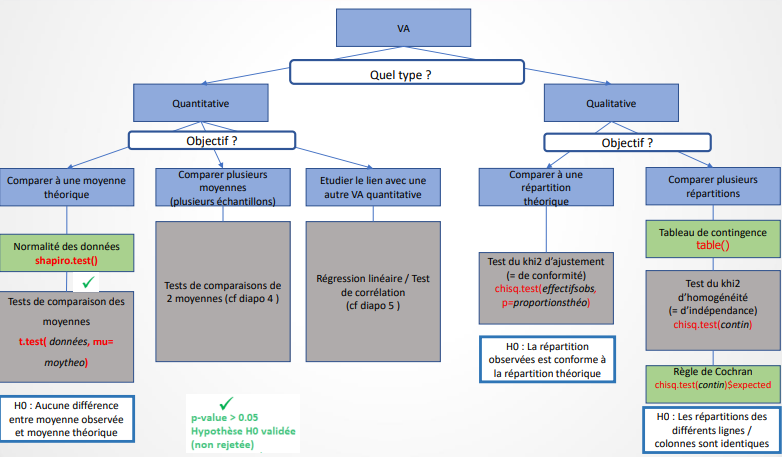 VA
Quel type ?
Quantitative
Qualitative
Objectif ?
Objectif ?
Comparer à une moyenne
théorique
Comparer plusieurs
moyennes
(plusieurs échantillons)
Etudier le lien avec une
autre VA quantitative
Comparer à une
répartition
théorique
Comparer plusieurs
répartitions
Normalité des données
shapiro.test()
Tests de comparaison des
moyennes
t.test( données, mu=
moytheo)
H0 : Aucune différence
entre moyenne observée
et moyenne théorique
Tests de comparaisons de
2 moyennes (cf diapo 4 )
Régression linéaire / Test
de corrélation
(cf diapo 5 )
Test du khi2 d'ajustement
(= de conformité)
chisq.test(effectifsobs,
p=proportionsthéo)
H0 : La répartition
observées est conforme à
la répartition théorique
Tableau de contingence
table()
Test du khi2
d'homogénéité
(= d'indépendance)
chisq.test(contin)
Règle de Cochran
chisq.test(contin)$expected
H0 : Les répartitions des
différents lignes /
colonnes sont identiques
p-value > 0.05
Hypothèse H0 validée
(non rejetée)